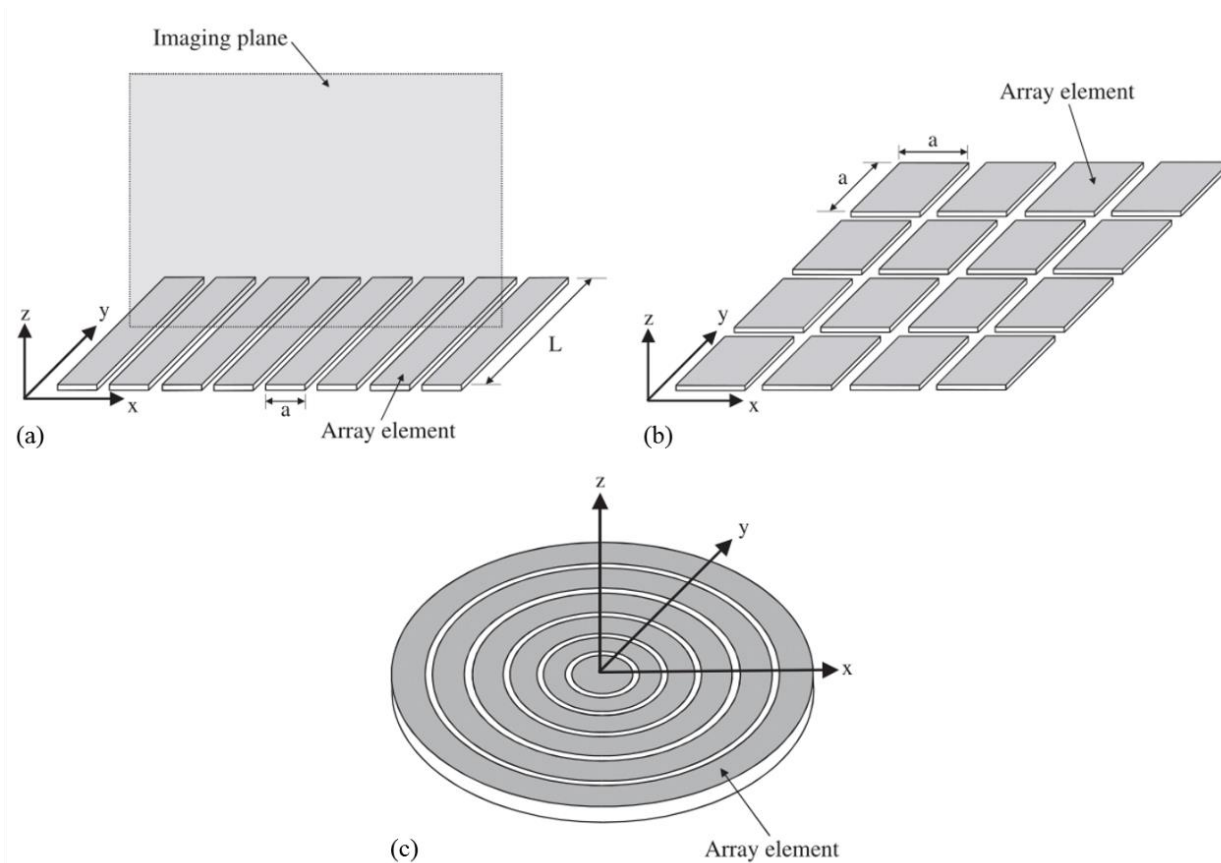 Imaging plane
z
y
x
L
a
Array element
(a)
Array element
a
a
z
y
x
(b)
z
y
x
Array element
(c)